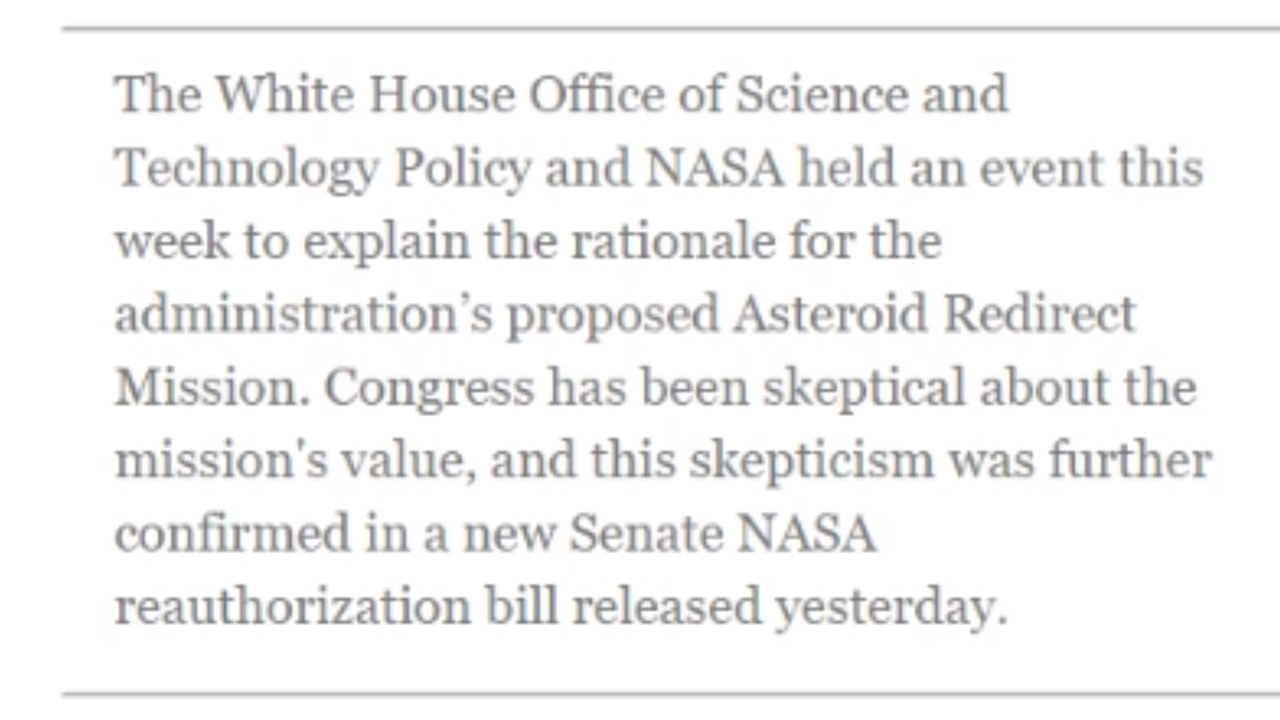 The White House Office of Science and
Technology Policy and NASA held an event this
week to explain the rationale for the
administration’s proposed Asteroid Redirect
Mission. Congress has been skeptical about the
mission's value, and this skepticism was further
confirmed in a new Senate NASA
reauthorization bill released yesterday.